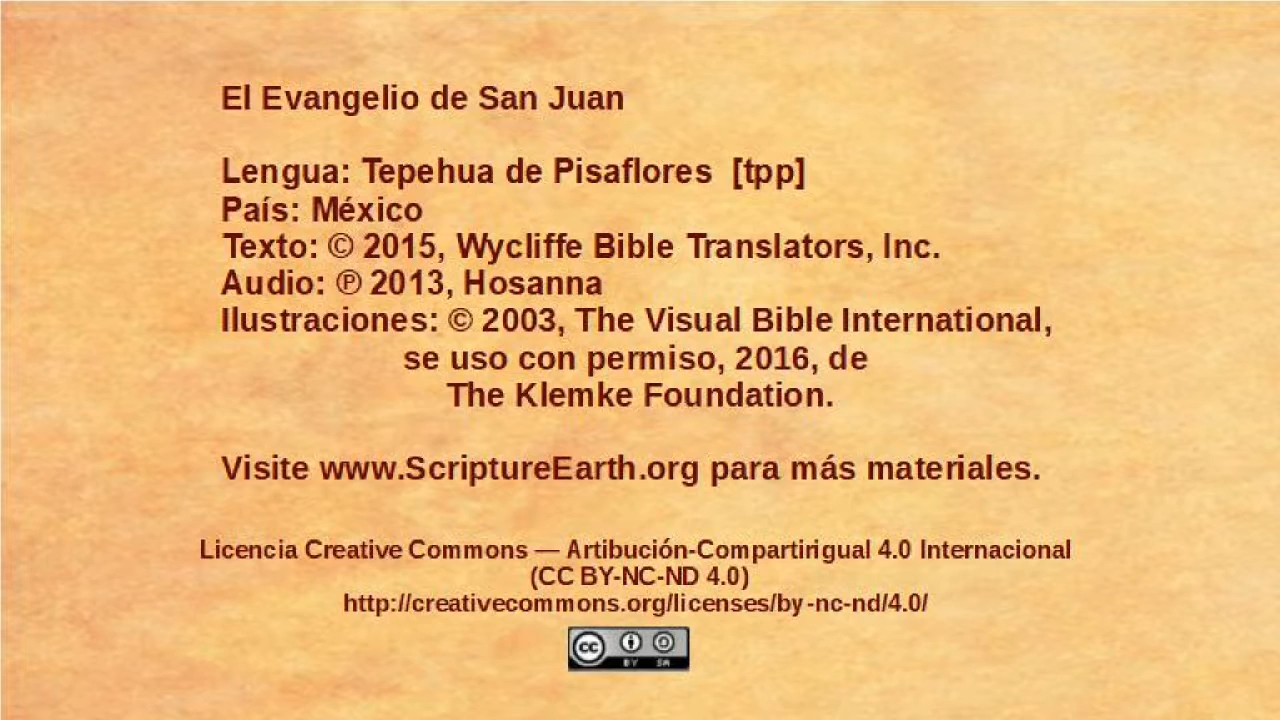 El Evangelio de San Juan
Lengua: Tepehua de Pisaflores [tpp]
País: México
Texto: © 2015, Wycliffe Bible Translators, Inc.
Audio: ℗ 2013, Hosanna
Ilustraciones: © 2003, The Visual Bible International,
se uso con permiso, 2016, de
The Klemke Foundation.
Visite www.ScriptureEarth.org para más materiales.
Licencia Creative Commons — Artibución-Compartirigual 4.0 Internacional
(CC BY-NC-ND 4.0)
http://creativecommons.org/licenses/by-nc-nd/4.0/
cc
BY SA